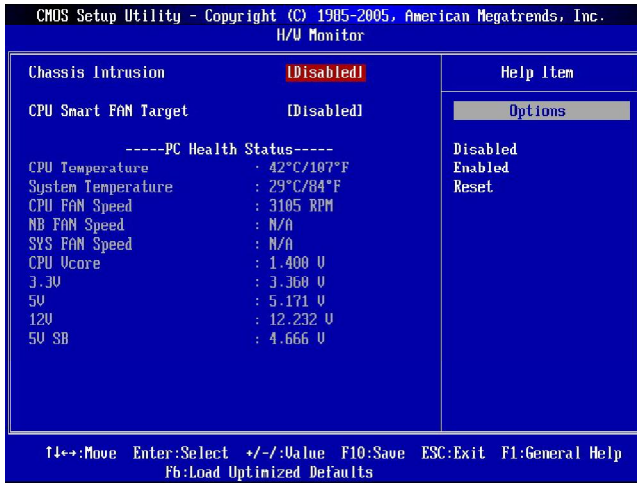 CMOS Setup Utility - Copyright (C) 1985-2005, American Megatrends, Inc.
H/W Monitor
Chassis Intrusion [Disabled]
CPU Smart FAN Target [Disabled]
-----PC Health Status-----
CPU Temperature : 42°C/107°F
System Temperature : 29°C/84°F
CPU FAN Speed : 3105 RPM
NB FAN Speed : N/A
SYS FAN Speed : N/A
CPU Vcore : 1.400 V
3.3V : 3.360 V
5V : 5.171 V
12V : 12.232 V
5V SB : 4.666 V
Help Item
Options
Disabled
Enabled
Reset
↑↓←→:Move Enter:Select +/-/:Value F10:Save ESC:Exit F1:General Help
F6:Load Optimized Defaults